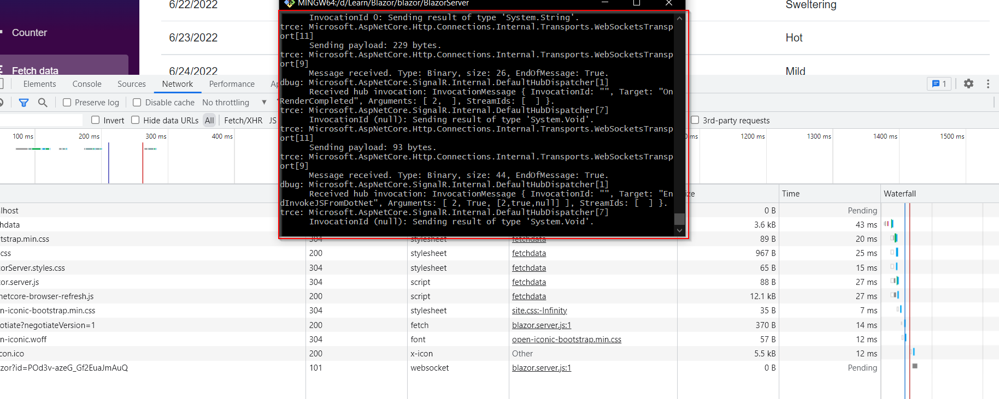 MINGW64:/d/Learn/Blazor/blazor/BlazorServer
6/22/2022
Sweltering
Counter
6/23/2022
Hot
Fetch data
6/24/2022
Mild
InvocationId 0: Sending result of type 'System.String'.
trce: Microsoft.AspNetCore.Http.Connections.Internal.Transports.WebSocketsTransp
ort[11]
Sending payload: 229 bytes.
trce: Microsoft.AspNetCore.Http.Connections.Internal.Transports.WebSocketsTransp
ort[9]
Message received. Type: Binary, size: 26, EndOfMessage: True.
dbug: Microsoft.AspNetCore.SignalR.Internal.DefaultHubDispatcher[1]
Received hub invocation: InvocationMessage { InvocationId: "", Target: "On
RenderCompleted", Arguments: [ 2,  ], StreamIds: [  ] }.
trce: Microsoft.AspNetCore.SignalR.Internal.DefaultHubDispatcher[7]
InvocationId (null): Sending result of type 'System.Void'.
trce: Microsoft.AspNetCore.Http.Connections.Internal.Transports.WebSocketsTransp
ort[11]
Sending payload: 93 bytes.
trce: Microsoft.AspNetCore.Http.Connections.Internal.Transports.WebSocketsTransp
ort[9]
Message received. Type: Binary, size: 44, EndOfMessage: True.
dbug: Microsoft.AspNetCore.SignalR.Internal.DefaultHubDispatcher[1]
Received hub invocation: InvocationMessage { InvocationId: "", Target: "En
dInvokeJSFromDotNet", Arguments: [ 2, True, [2,true,null] ], StreamIds: [  ] }.
trce: Microsoft.AspNetCore.SignalR.Internal.DefaultHubDispatcher[7]
InvocationId (null): Sending result of type 'System.Void'.
Elements Console Sources Network Performance Ap 1
Preserve log Disable cache No throttling
Invert Hide data URLs All Fetch/XHR JS 3rd-party requests
100 ms 200 ms 300 ms 400 ms ms 1200 ms 1300 ms 1400 ms 1500 ms
ize Time Waterfall
lhost 0 B Pending
hdata 3.6 kB 43 ms
tstrap.min.css 304 stylesheet fetchdata 89 B 20 ms
css 200 stylesheet fetchdata 967 B 25 ms
orServer.styles.css 304 stylesheet fetchdata 65 B 15 ms
or.server.js 304 script fetchdata 88 B 27 ms
netcore-browser-refresh.js 200 script fetchdata 12.1 kB 27 ms
n-iconic-bootstrap.min.css 304 stylesheet site.css:-Infinity 35 B 7 ms
otiate?negotiateVersion=1 200 fetch blazor.server.js:1 370 B 14 ms
n-iconic.woff 304 font open-iconic-bootstrap.min.css 57 B 12 ms
con.ico 200 x-icon Other 5.5 kB 12 ms
zor?id=POd3v-azeG_Gf2EuaJmAuQ 101 websocket blazor.server.js:1 0 B Pending